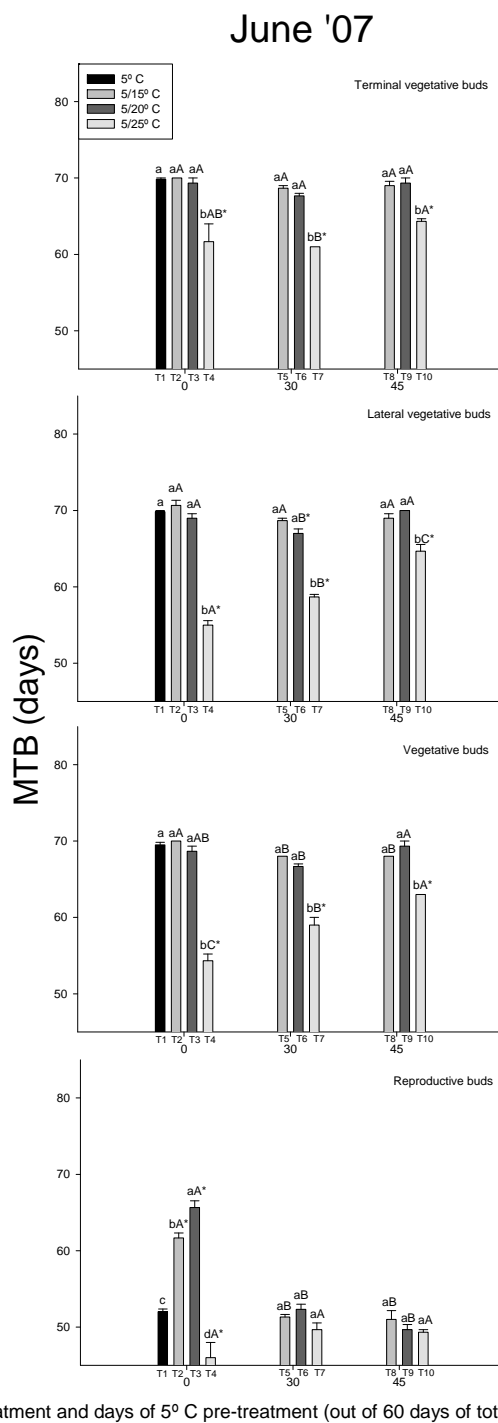 June '07
5º C
5/15º C
5/20º C
5/25º C
Terminal vegetative buds
80
70
60
50
a aA aA bAB*
aA aA bB*
aA aA bA*
T1 T2 T3 T4 T5 T6 T7 T8 T9 T10
0 30 45
Lateral vegetative buds
80
70
60
50
a aA aA bA*
aA aB* bB*
aA aA bC*
T1 T2 T3 T4 T5 T6 T7 T8 T9 T10
0 30 45
MTB (days)
Vegetative buds
80
70
60
50
a aA aAB bC*
aB aB bB*
aB aA bA*
T1 T2 T3 T4 T5 T6 T7 T8 T9 T10
0 30 45
Reproductive buds
80
70
60
50
c bA* aA* dA*
aB aB aA
aB aB aA
T1 T2 T3 T4 T5 T6 T7 T8 T9 T10
0 30 45
atment and days of 5º C pre-treatment (out of 60 days of tot